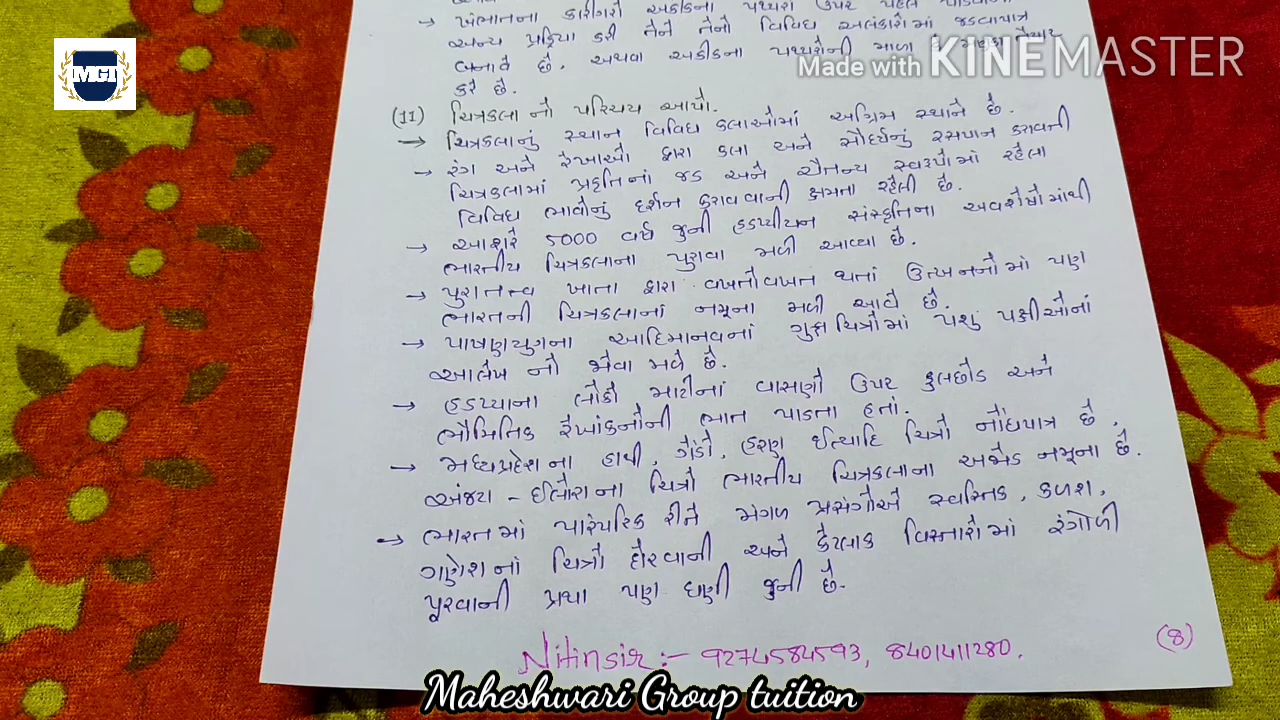 → ખંભાતના કારીગરો અકીકના પથ્થરો ઉપર પહેલ પાડવાની
અન્ય પ્રક્રિયા કરી તેને તેનો વિવિધ અલંકારોમાં જડવાપાત્ર
બનાવે છે. અથવા અકીકના પથ્થરોની માળા
કરે છે.
Made with KINEMASTER
MGI
(11) ચિત્રકલા નો પરિચય આપો.
→ ચિત્રકલાનું સ્થાન વિવિધ કલાઓમાં અગ્રિમ સ્થાને છે.
→ રંગ અને રેખાઓ દ્વારા કલા અને સૌંદર્યનું રસપાન કરાવની
ચિત્રકલામાં પ્રકૃતિનાં જડ અને ચૈતન્ય સ્વરૂપોમાં રહેલા
વિવિધ ભાવોનું દર્શન કરાવવાની ક્ષમતા રહેલી છે.
→ આશરે 5000 વર્ષ જુની હડપ્પીયન સંસ્કૃતિના અવશેષોમાંથી
ભારતીય ચિત્રકલાના પુરાવા મળી આવ્યા છે.
→ પુરાતત્ત્વ ખાતા દ્વારા વખતોવખત થતાં ઉત્ખનનોમાં પણ
ભારતની ચિત્રકલાનાં નમૂના મળી આવે છે.
→ પાષણયુગના આદિમાનવનાં ગુફાચિત્રોમાં પશુ પક્ષીઓનાં
આલેખ નો જોવા મળે છે.
→ હડપ્પાના લોકો માટીનાં વાસણો ઉપર ફુલછોડ અને
ભૌમિતિક રેખાંકનોની ભાત પાડતા હતાં.
→ મધ્યપ્રદેશના હાથી, ગેંડો, હરણ ઈત્યાદિ ચિત્રો નોંધપાત્ર છે.
અંજટા - ઈલોરાના ચિત્રો ભારતીય ચિત્રકલાના અજોડ નમૂના છે.
→ ભારતમાં પારંપરિક રીતે મંગળ પ્રસંગોએ સ્વસ્તિક, કળશ,
ગણેશનાં ચિત્રો દોરવાની અને કેટલાક વિસ્તારોમાં રંગોળી
પૂરવાની પ્રથા પણ ઘણી જુની છે.
(8)
Nitinsir :- 9274584593, 8401411280.
Maheshwari Group tuition